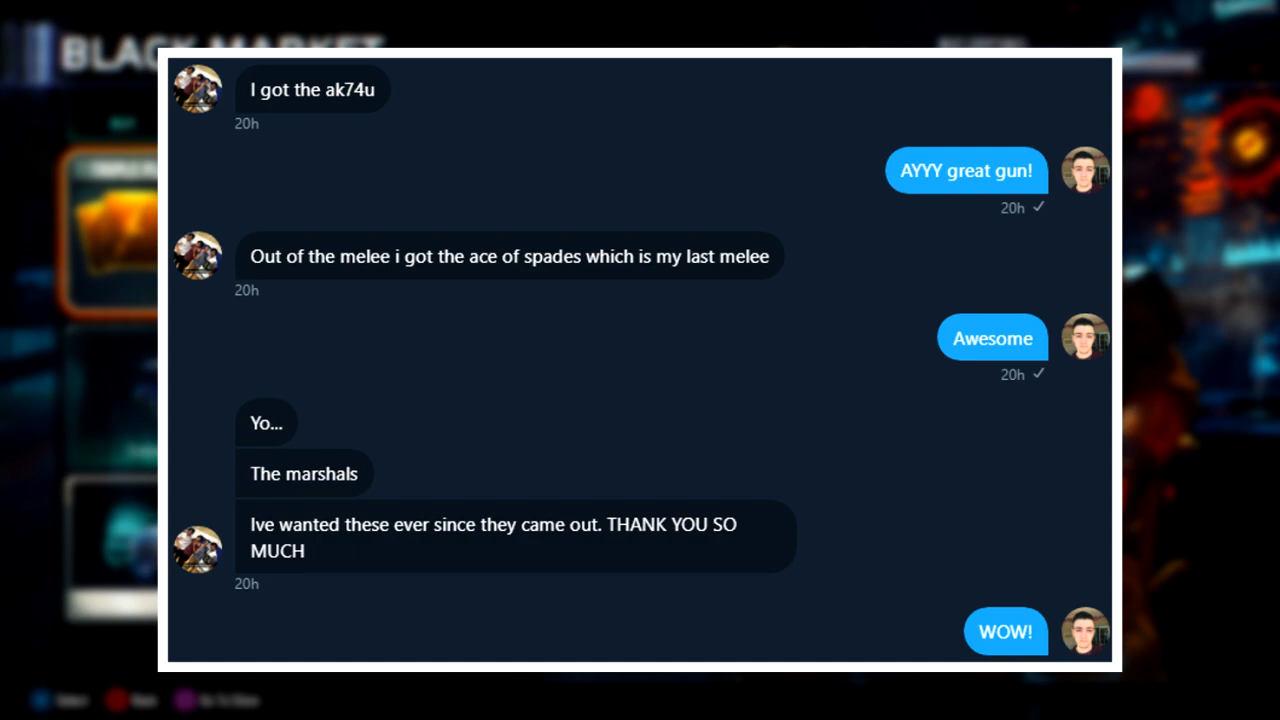 BLACK MARKET
I got the ak74u
20h
AYYY great gun!
20h ✓
Out of the melee i got the ace of spades which is my last melee
20h
Awesome
20h ✓
Yo...
The marshals
Ive wanted these ever since they came out. THANK YOU SO
MUCH
20h
WOW!